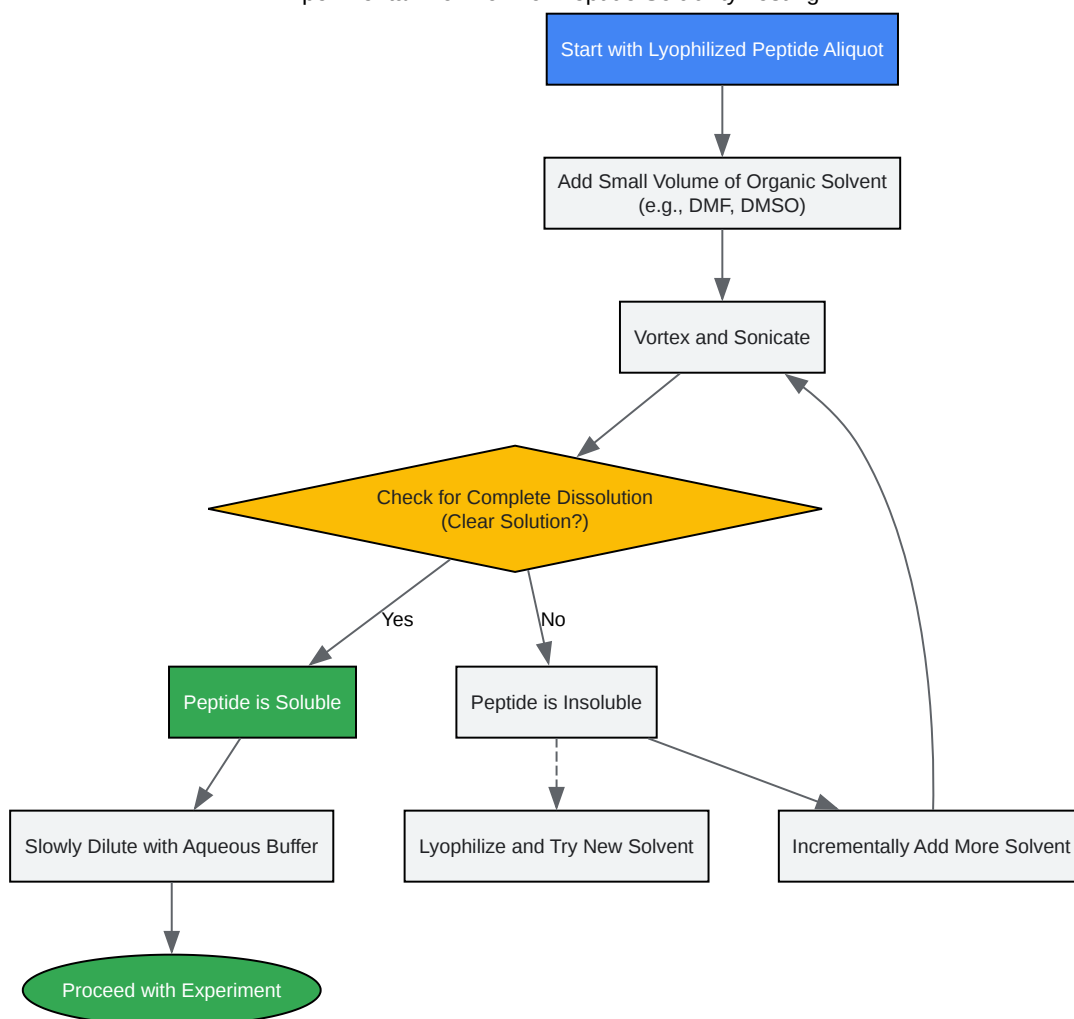 Start with Lyophilized Peptide Aliquot
Add Small Volume of Organic Solvent
(e.g., DMF, DMSO)
Vortex and Sonicate
Check for Complete Dissolution
(Clear Solution?)
Yes
No
Peptide is Soluble
Peptide is Insoluble
Slowly Dilute with Aqueous Buffer
Lyophilize and Try New Solvent
Incrementally Add More Solvent
Proceed with Experiment